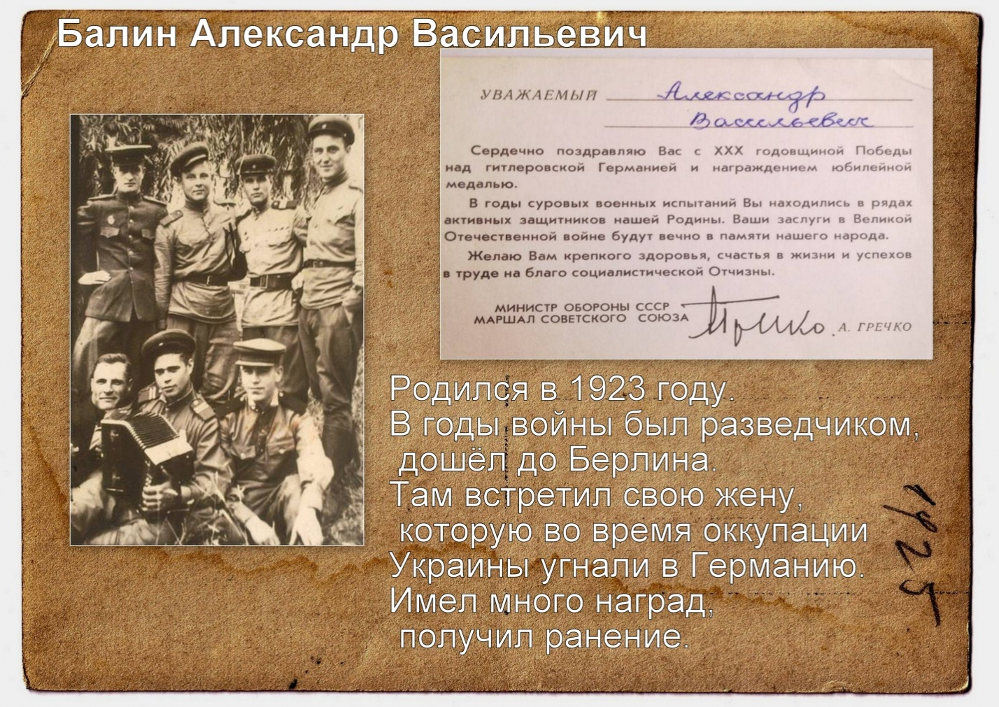 Балин Александр Васильевич
УВАЖАЕМЫЙ Александр
Васильевич
Сердечно поздравляю Вас с XXX годовщиной Победы
над гитлеровской Германией и награждением юбилейной
медалью.
В годы суровых военных испытаний Вы находились в рядах
активных защитников нашей Родины. Ваши заслуги в Великой
Отечественной войне будут вечно в памяти нашего народа.
Желаю Вам крепкого здоровья, счастья в жизни и успехов
в труде на благо социалистической Отчизны.
МИНИСТР ОБОРОНЫ СССР
МАРШАЛ СОВЕТСКОГО СОЮЗА
А. ГРЕЧКО
Родился в 1923 году.
В годы войны был разведчиком,
дошёл до Берлина.
Там встретил свою жену,
которую во время оккупации
Украины угнали в Германию.
Имел много наград,
получил ранение.
1925